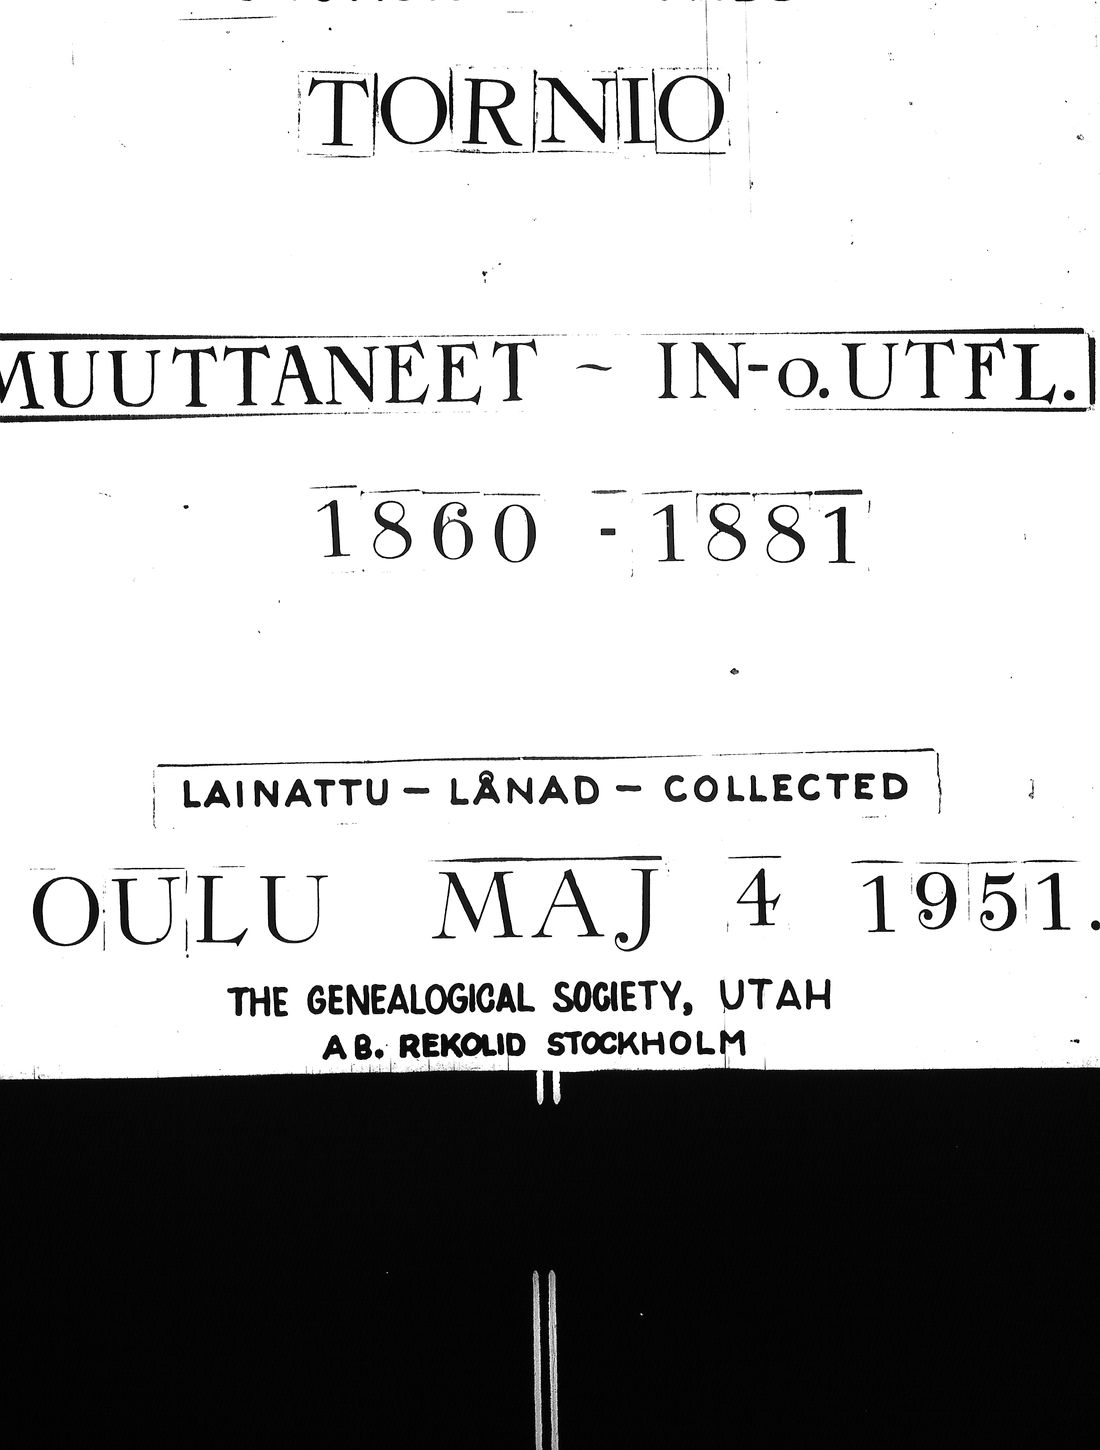 TORNIO
MUUTTANEET ~ IN-o.UTFL.
1860 - 1881
LAINATTU – LÅNAD – COLLECTED
OULU MAJ 4 1951.
THE GENEALOGICAL SOCIETY, UTAH
AB. REKOLID STOCKHOLM